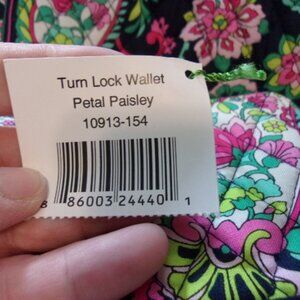 Turn Lock Wallet
Petal Paisley
10913-154
8 86003 24440 1